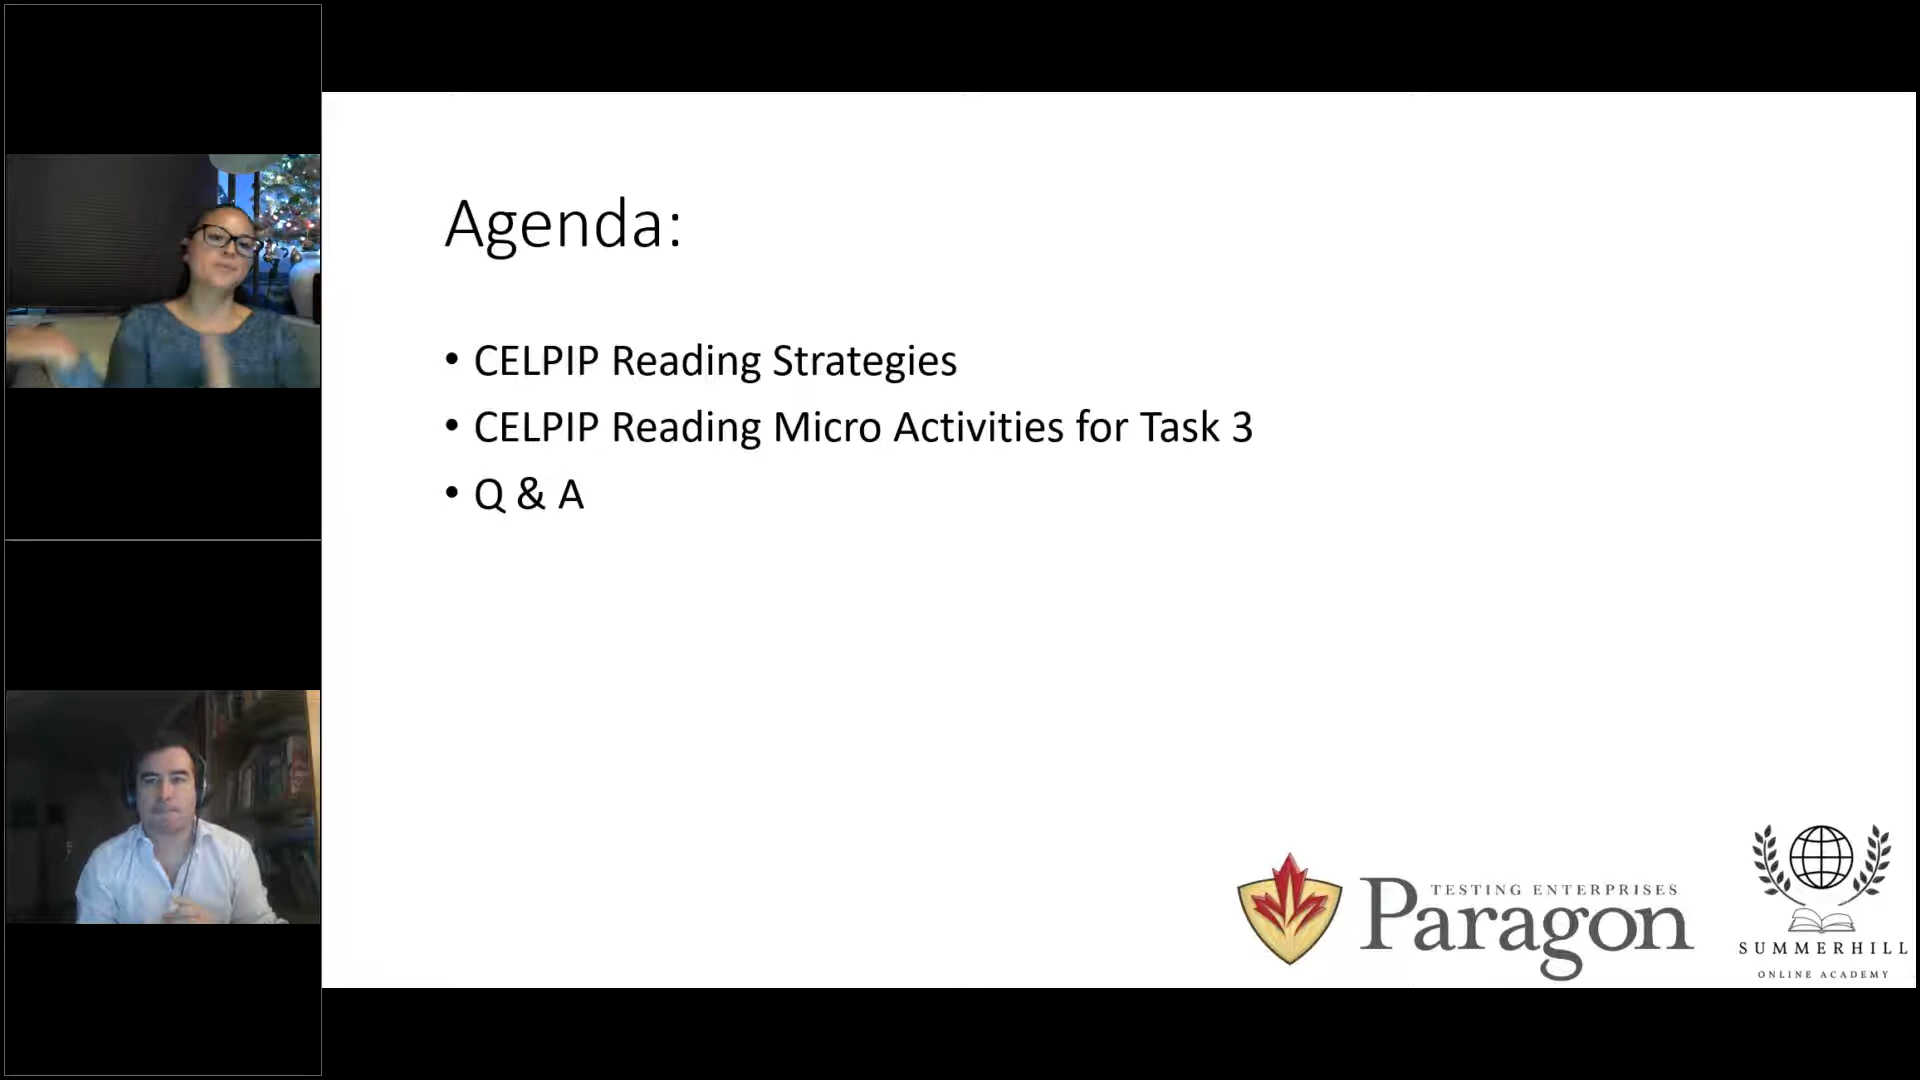 Agenda:
• CELPIP Reading Strategies
• CELPIP Reading Micro Activities for Task 3
• Q & A
TESTING ENTERPRISES
Paragon
SUMMERHILL
ONLINE ACADEMY